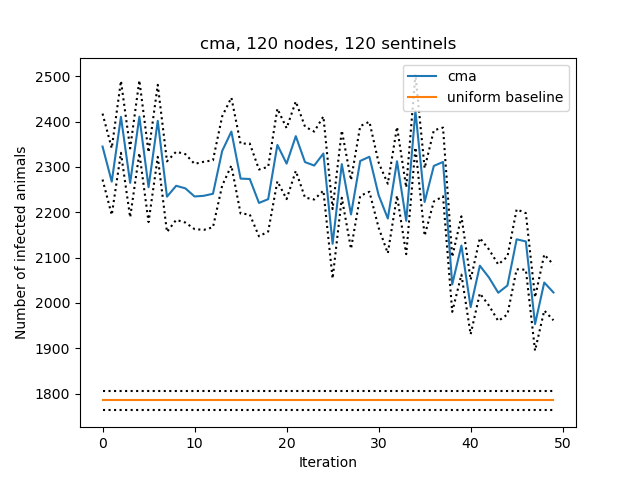 cma, 120 nodes, 120 sentinels
cma
uniform baseline
Number of infected animals
2500
2400
2300
2200
2100
2000
1900
1800
0 10 20 30 40 50
Iteration